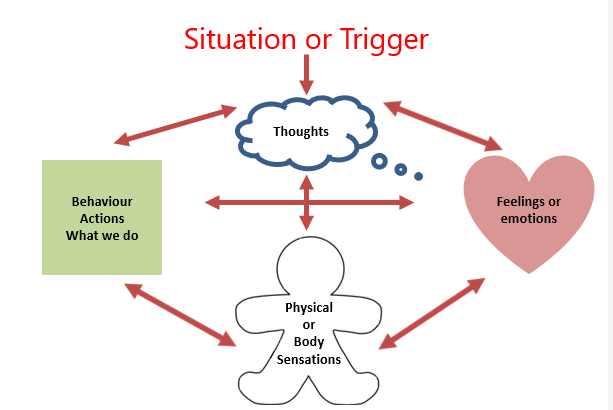 Situation or Trigger
Thoughts
Behaviour
Actions
What we do
Feelings or
emotions
Physical
or
Body
Sensations